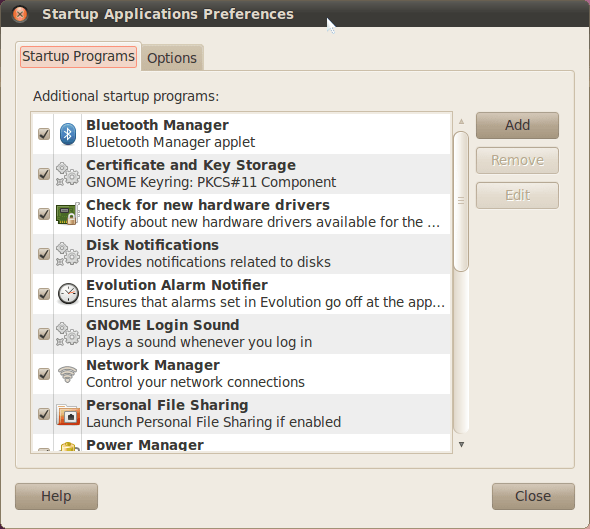 Startup Applications Preferences
Startup Programs
Options
Additional startup programs:
Bluetooth Manager
Bluetooth Manager applet
Certificate and Key Storage
GNOME Keyring: PKCS#11 Component
Check for new hardware drivers
Notify about new hardware drivers available for the ...
Disk Notifications
Provides notifications related to disks
Evolution Alarm Notifier
Ensures that alarms set in Evolution go off at the app...
GNOME Login Sound
Plays a sound whenever you log in
Network Manager
Control your network connections
Personal File Sharing
Launch Personal File Sharing if enabled
Power Manager
Add
Remove
Edit
Help
Close